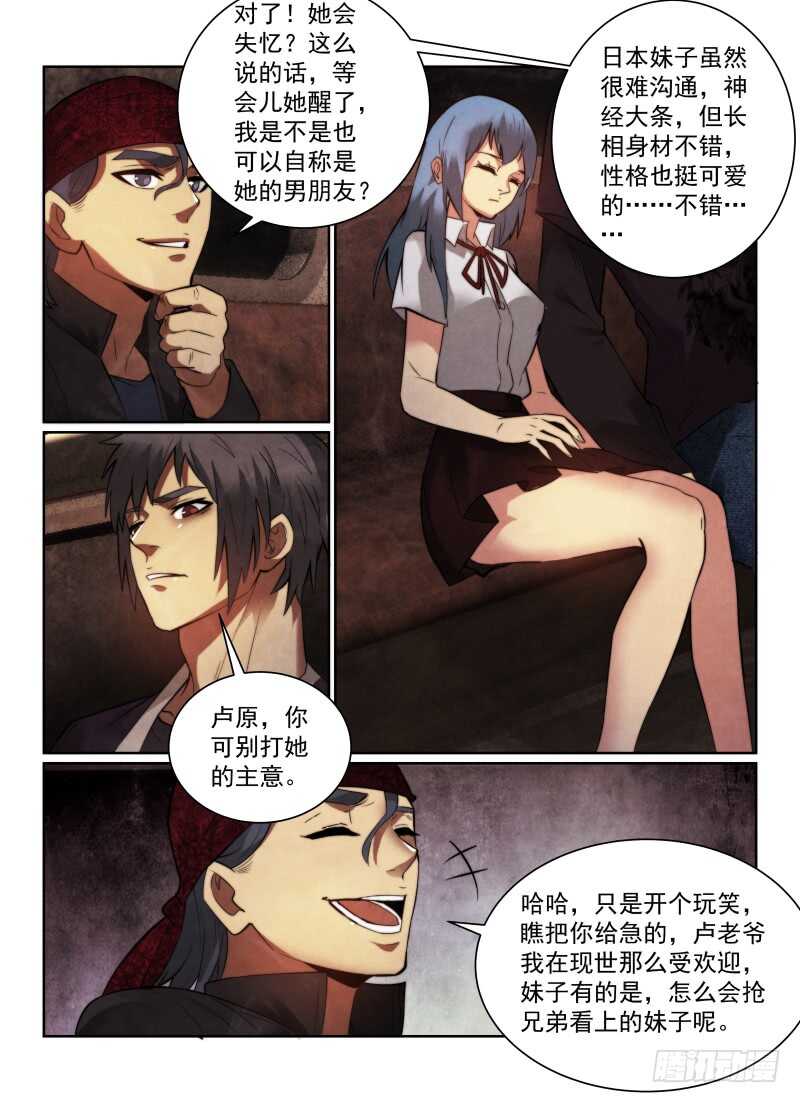 对了！她会
失忆？这么
说的话，等
会儿她醒了，
我是不是也
可以自称是
她的男朋友？
日本妹子虽然
很难沟通，神
经大条，但长
相身材不错，
性格也挺可爱
的……不错…
…
卢原，你
可别打她
的主意。
哈哈，只是开个玩笑，
瞧把你给急的，卢老爷
我在现世那么受欢迎，
妹子有的是，怎么会抢
兄弟看上的妹子呢。
腾讯动漫